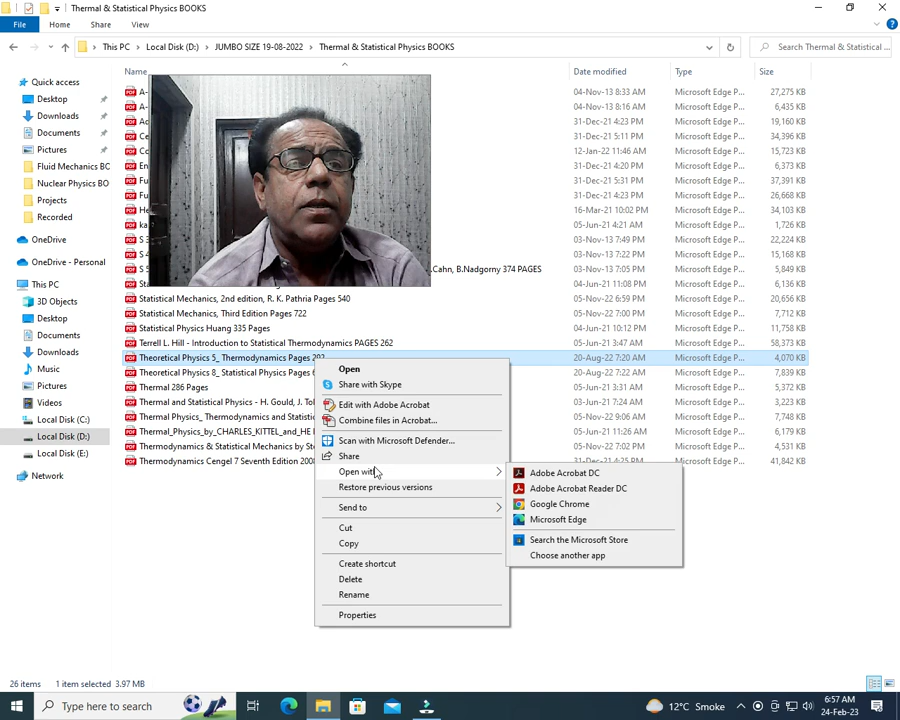 Thermal & Statistical Physics BOOKS
File Home Share View
This PC Local Disk (D:) JUMBO SIZE 19-08-2022 Thermal & Statistical Physics BOOKS
Search Thermal & Statistical ...
Name Date modified Type Size
Quick access
Desktop
Downloads
Documents
Pictures
Fluid Mechanics BO
Nuclear Physics BO
Projects
Recorded
OneDrive
OneDrive - Personal
This PC
3D Objects
Desktop
Documents
Downloads
Music
Pictures
Videos
Local Disk (C:)
Local Disk (D:)
Local Disk (E:)
Network
04-Nov-13 8:33 AM Microsoft Edge P... 27,275 KB
04-Nov-13 8:16 AM Microsoft Edge P... 6,435 KB
31-Dec-21 4:23 PM Microsoft Edge P... 19,160 KB
31-Dec-21 5:11 PM Microsoft Edge P... 34,396 KB
12-Jan-22 11:46 AM Microsoft Edge P... 15,723 KB
31-Dec-21 4:20 PM Microsoft Edge P... 6,373 KB
31-Dec-21 5:31 PM Microsoft Edge P... 37,391 KB
31-Dec-21 6:09 PM Microsoft Edge P... 26,668 KB
16-Mar-21 10:02 PM Microsoft Edge P... 34,103 KB
05-Jun-21 4:21 AM Microsoft Edge P... 1,726 KB
03-Nov-13 7:49 PM Microsoft Edge P... 22,224 KB
03-Nov-13 7:22 PM Microsoft Edge P... 15,168 KB
.Cahn, B.Nadgorny 374 PAGES 03-Nov-13 7:05 PM Microsoft Edge P... 5,849 KB
04-Jun-21 11:08 PM Microsoft Edge P... 6,136 KB
Statistical Mechanics, 2nd edition, R. K. Pathria Pages 540 05-Nov-22 6:59 PM Microsoft Edge P... 20,656 KB
Statistical Mechanics, Third Edition Pages 722 05-Nov-22 7:00 PM Microsoft Edge P... 7,712 KB
Statistical Physics Huang 335 Pages 04-Jun-21 10:12 PM Microsoft Edge P... 11,758 KB
Terrell L. Hill - Introduction to Statistical Thermodynamics PAGES 262 05-Jun-21 3:47 AM Microsoft Edge P... 58,373 KB
Theoretical Physics 5_ Thermodynamics Pages 20-Aug-22 7:20 AM Microsoft Edge P... 4,070 KB
Theoretical Physics 8_ Statistical Physics Pages 20-Aug-22 7:22 AM Microsoft Edge P... 7,839 KB
Thermal 286 Pages 05-Jun-21 3:31 AM Microsoft Edge P... 5,372 KB
Thermal and Statistical Physics - H. Gould, J. Tol 03-Jun-21 7:24 AM Microsoft Edge P... 3,673 KB
Thermal Physics_ Thermodynamics and Statist 05-Nov-22 9:06 AM Microsoft Edge P... 7,748 KB
Thermal_Physics_by_CHARLES_KITTEL_and_HE 05-Jun-21 11:26 PM Microsoft Edge P... 6,431 KB
Thermodynamics & Statistical Mechanics by St 05-Nov-22 7:02 PM Microsoft Edge P... 4,531 KB
Thermodynamics Cengel 7 Seventh Edition 2008 Microsoft Edge P... 41,842 KB
Open
Share with Skype
Edit with Adobe Acrobat
Combine files in Acrobat...
Scan with Microsoft Defender...
Share
Open with
Restore previous versions
Send to
Cut
Copy
Create shortcut
Delete
Rename
Properties
Adobe Acrobat DC
Adobe Acrobat Reader DC
Google Chrome
Microsoft Edge
Search the Microsoft Store
Choose another app
26 items 1 item selected 3.97 MB
Type here to search
12°C Smoke
6:57 AM
24-Feb-23